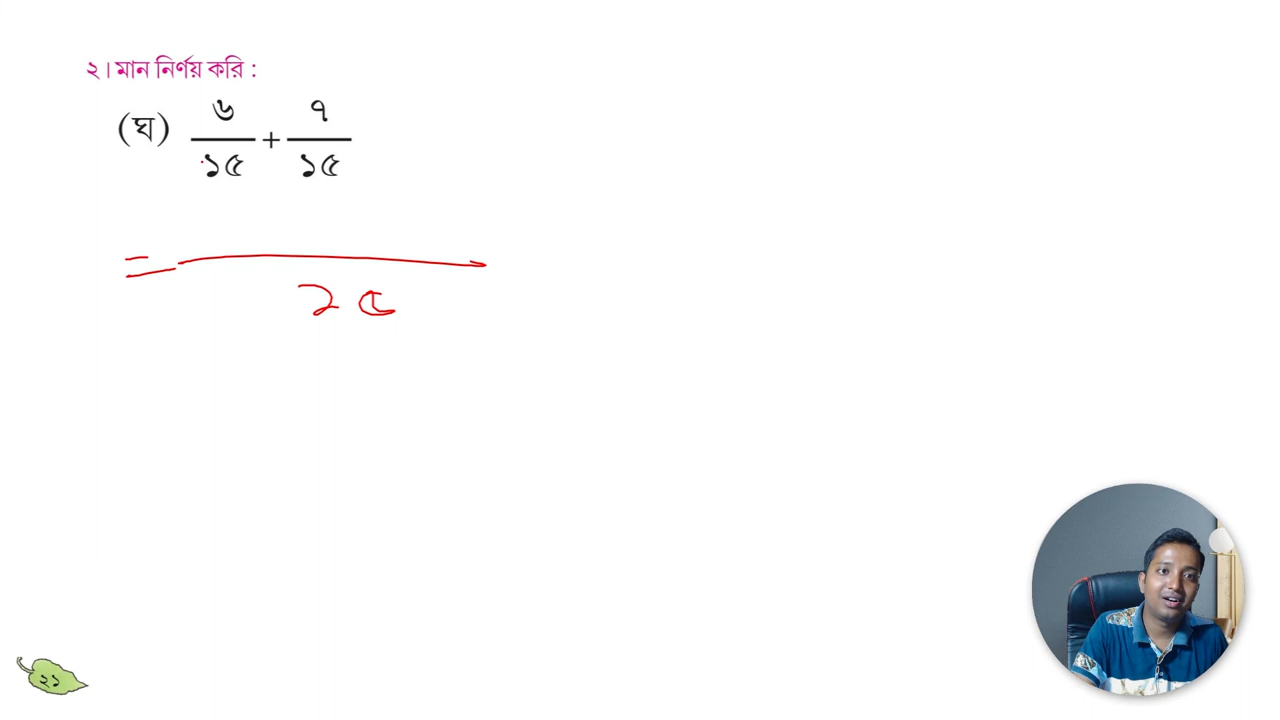 ২। মান নির্ণয় করি :
(ঘ) ৬/১৫ + ৭/১৫
= ১৫
২১